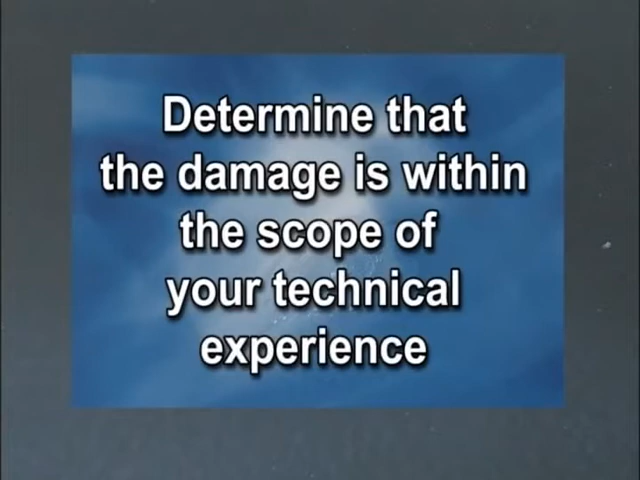 Determine that
the damage is within
the scope of
your technical
experience